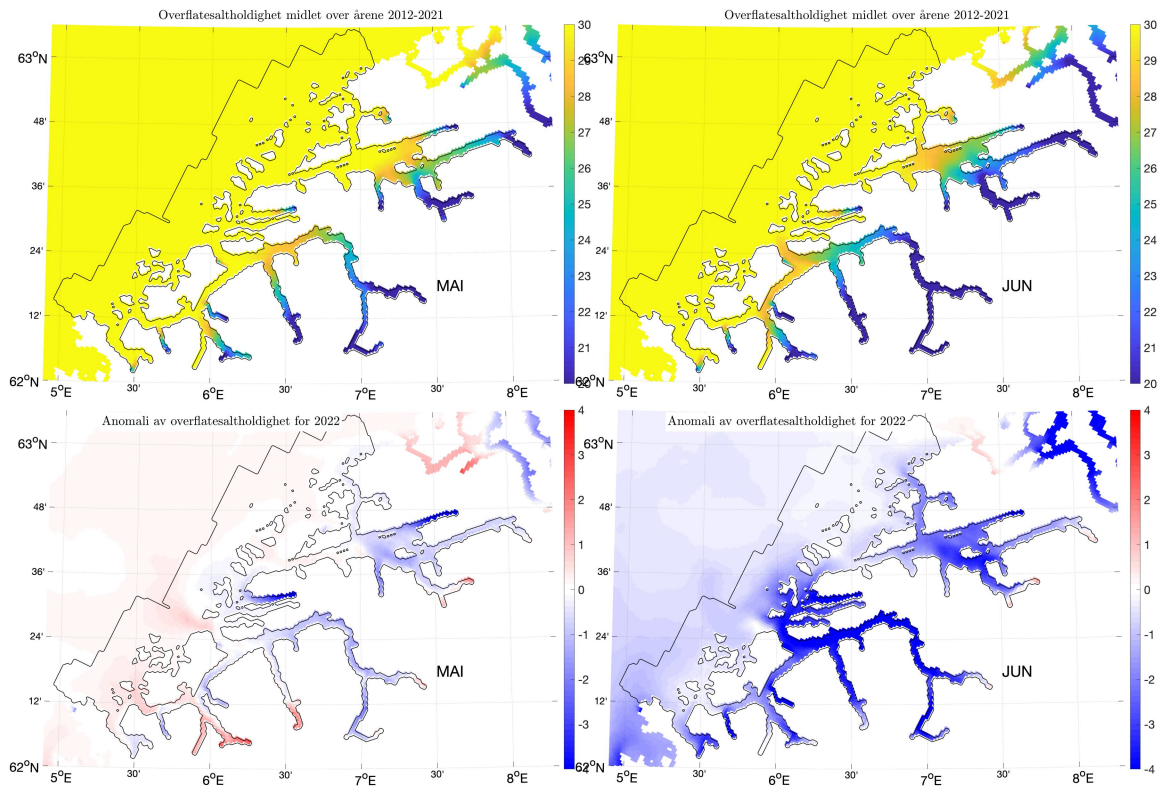 Overflatesaltholdighet midlet over årene 2012-2021
Overflatesaltholdighet midlet over årene 2012-2021
63°N
48'
36'
24'
12'
62°N
5°E
30'
6°E
30'
7°E
30'
8°E
MAI
30
28
27
26
25
24
23
22
21
63°N
48'
36'
24'
12'
62°N
5°E
30'
6°E
30'
7°E
30'
8°E
JUN
30
29
28
27
26
25
24
23
22
21
20
Anomali av overflatesaltholdighet for 2022
Anomali av overflatesaltholdighet for 2022
63°N
48'
36'
24'
12'
62°N
5°E
30'
6°E
30'
7°E
30'
8°E
MAI
4
3
2
1
0
-1
-2
-3
63°N
48'
36'
24'
12'
62°N
5°E
30'
6°E
30'
7°E
30'
8°E
JUN
4
3
2
1
0
-1
-2
-3
-4